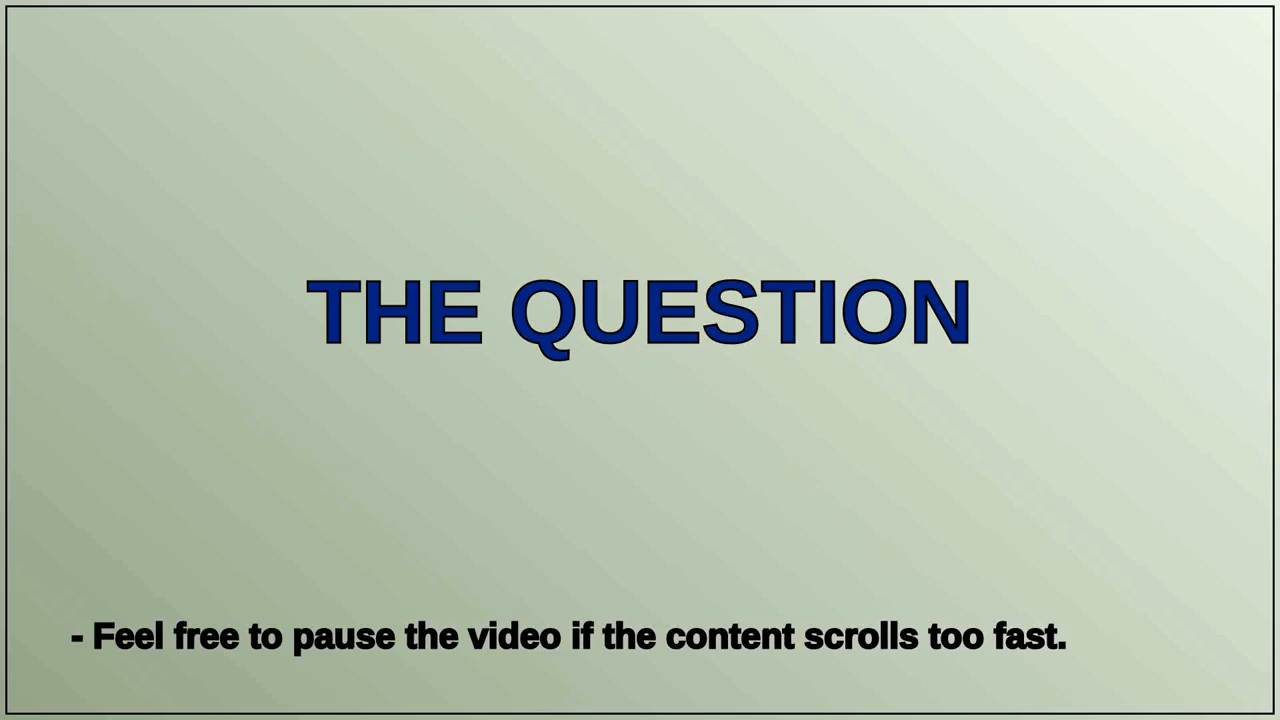 THE QUESTION
- Feel free to pause the video if the content scrolls too fast.